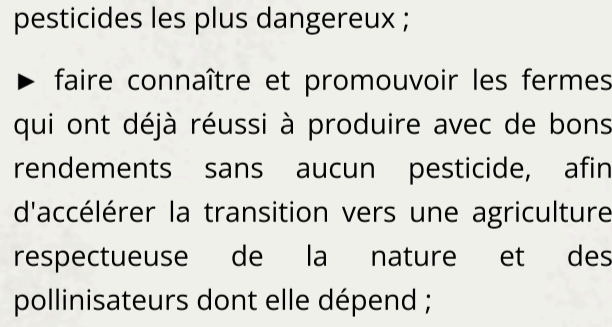 pesticides les plus dangereux ;
► faire connaître et promouvoir les fermes
qui ont déjà réussi à produire avec de bons
rendements sans aucun pesticide, afin
d'accélérer la transition vers une agriculture
respectueuse de la nature et des
pollinisateurs dont elle dépend ;